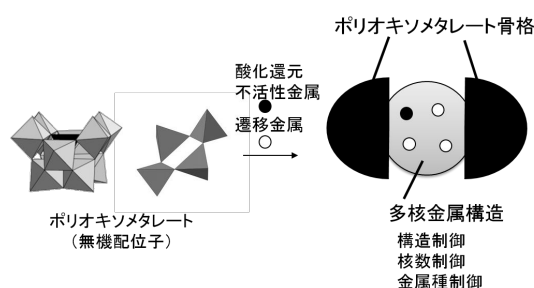 ポリオキソメタレート骨格
酸化還元
不活性金属
遷移金属
ポリオキソメタレート
（無機配位子）
多核金属構造
構造制御
核数制御
金属種制御